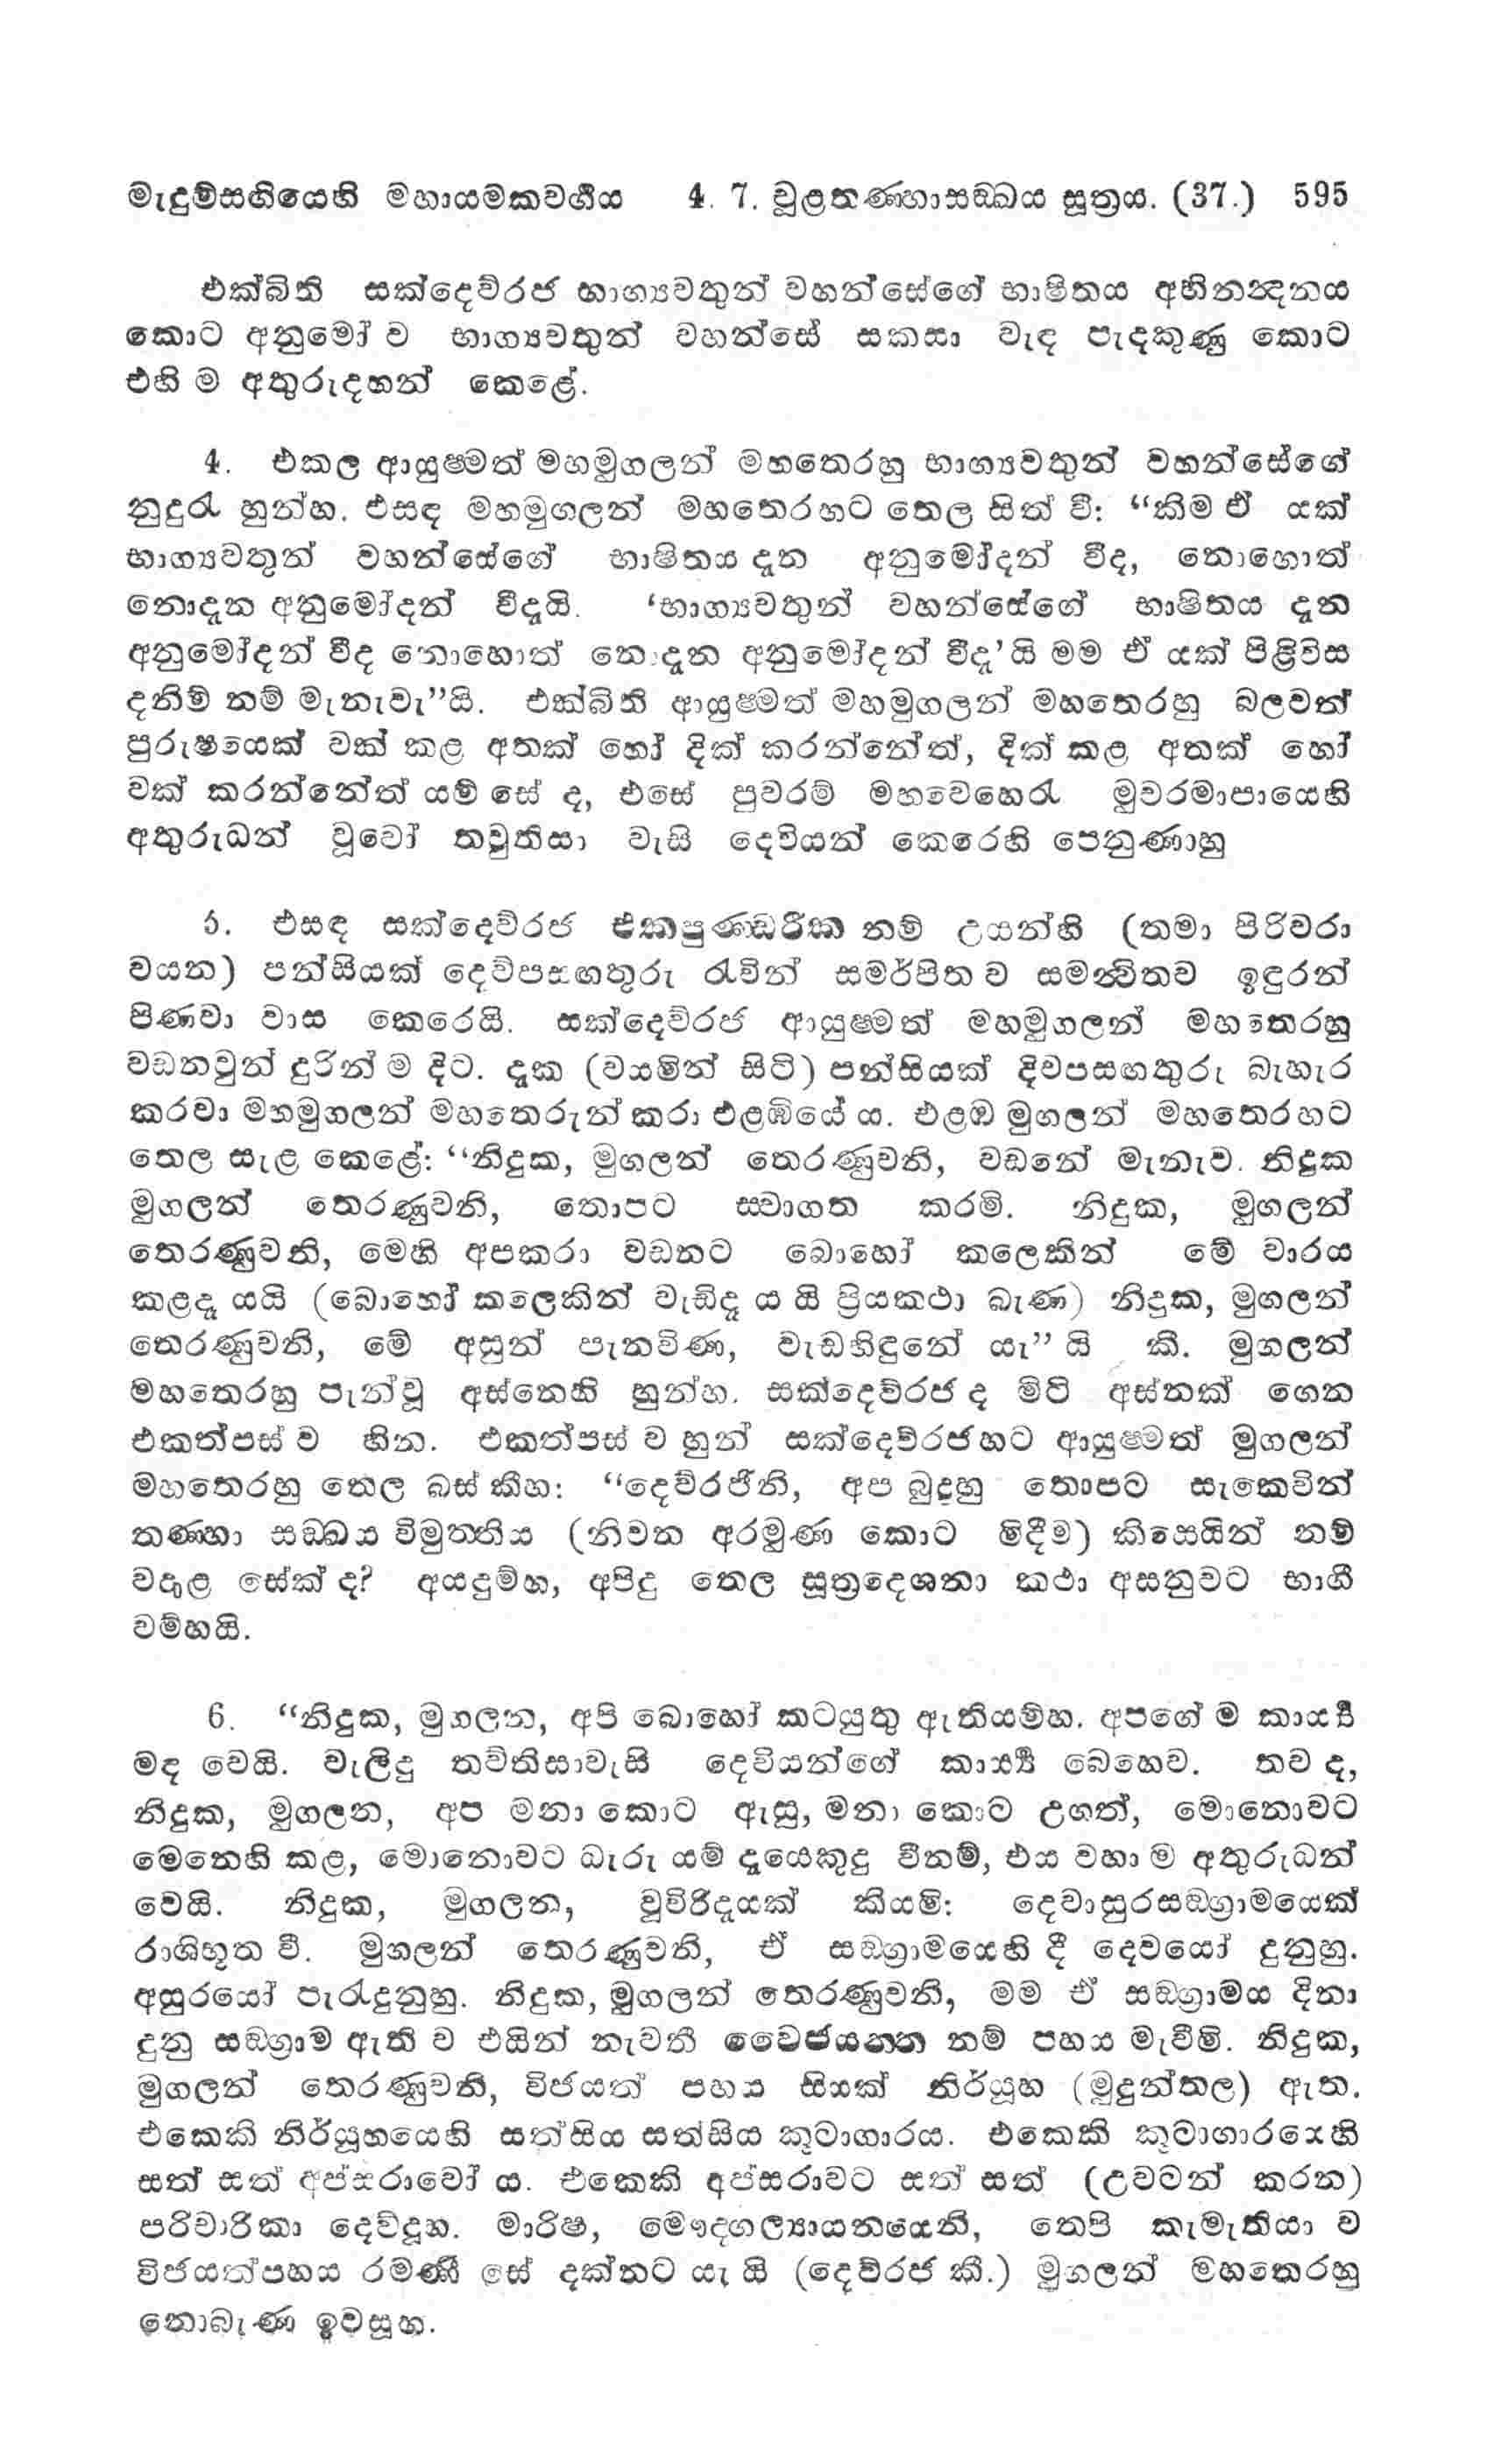 මැදුම්සඟියෙහි මහායමකවර්ගය 4. 7. චූළතණ්හාසඞ්ඛය සූත්‍රය. (37.) 595
එක්බිති සක්දෙව්රජ භාග්‍යවතුන් වහන්සේගේ භාෂිතය අභිනන්‍දනය
කොට අනුමෝ ව භාග්‍යවතුන් වහන්සේ සකසා වැඳ පැදකුණු කොට
එහි ම අතුරුදහන් කෙළේ.
4. එකල ආයුෂ්මත් මහමුගලන් මහතෙරහු භාග්‍යවතුන් වහන්සේගේ
නුදුරැ හුන්හ. එසඳ මහමුගලන් මහතෙරහට තෙල සිත් වී: “කිම ඒ යක්
භාග්‍යවතුන් වහන්සේගේ භාෂිතය දැන අනුමෝදන් වීද, නොහොත්
නොදැන අනුමෝදන් වීදැයි. ‘භාග්‍යවතුන් වහන්සේගේ භාෂිතය දැන
අනුමෝදන් වීද නොහොත් නොදැන අනුමෝදන් වීදැ’යි මම ඒ යක් පිළිවිස
දනිම් නම් මැනැවැ”යි. එක්බිති ආයුෂ්මත් මහමුගලන් මහතෙරහු බලවත්
පුරුෂයෙක් වක් කළ අතක් හෝ දික් කරන්නේත්, දික් කළ අතක් හෝ
වක් කරන්නේත් යම් සේ ද, එසේ පුවරම් මහවෙහෙරැ මුවරමාපායෙහි
අතුරුධන් වූවෝ තවුතිසා වැසි දෙවියන් කෙරෙහි පෙනුණාහු
5. එසඳ සක්දෙව්රජ ඒකපුණ්ඩරීක නම් උයන්හි (තමා පිරිවරා
වයන) පන්සියක් දෙව්පසඟතුරු රැවින් සමර්පිත ව සමන්විතව ඉඳුරන්
පිණවා වාස කෙරෙයි. සක්දෙව්රජ ආයුෂ්මත් මහමුගලන් මහතෙරහු
වඩනවුන් දුරින් ම දිට. දැක (වයමින් සිටි) පන්සියක් දිවපසඟතුරු බැහැර
කරවා මහමුගලන් මහතෙරුන් කරා එළඹියේ ය. එළඹ මුගලන් මහතෙරහට
තෙල සැළ කෙළේ: “නිදුක, මුගලන් තෙරණුවනි, වඩනේ මැනැව. නිදුක
මුගලන් තෙරණුවනි, තොපට ස්වාගත කරමි. නිදුක, මුගලන්
තෙරණුවනි, මෙහි අපකරා වඩනට බොහෝ කලෙකින් මේ වාරය
කළදෑ යයි (බොහෝ කලෙකින් වැඩිදෑ ය යි ප්‍රියකථා බැණ) නිදුක, මුගලන්
තෙරණුවනි, මේ අසුන් පැනවිණ, වැඩහිඳුනේ යැ” යි කී. මුගලන්
මහතෙරහු පැන්වූ අස්නෙහි හුන්හ. සක්දෙව්රජ ද මිටි අස්නක් ගෙන
එකත්පස් ව හින. එකත්පස් ව හුන් සක්දෙව්රජහට ආයුෂ්මත් මුගලන්
මහතෙරහු තෙල බස් කීහ: “දෙව්රජිනි, අප බුදුහු තොපට සැකෙවින්
තණ්හා සඞ්ඛය විමුත්තිය (නිවන අරමුණ කොට මිදීම) කිසෙයින් නම්
වදාළ සේක් ද? අයදුම්හ, අපිදු තෙල සූත්‍රදෙශනා කථා අසනුවට භාගී
වම්හයි.
6. “නිදුක, මුගලන, අපි බොහෝ කටයුතු ඇතියම්හ. අපගේ ම කාර්‍ය්‍ය
මද වෙයි. වැලිදු තව්තිසාවැසි දෙවියන්ගේ කාර්‍ය්‍ය බෙහෙව. තව ද,
නිදුක, මුගලන, අප මනා කොට ඇසු, මනා කොට උගත්, මොනොවට
මෙනෙහි කළ, මොනොවට ධැරූ යම් දැයෙකුදු වීනම්, එය වහා ම අතුරුධන්
වෙයි. නිදුක, මුගලන, වූවිරිදෑයක් කියමි: දෙවාසුරසඞ්ග්‍රාමයෙක්
රාශිභූත වී. මුගලන් තෙරණුවනි, ඒ සඞ්ග්‍රාමයෙහි දී දෙවයෝ දුනුහු.
අසුරයෝ පැරැදුනුහු. නිදුක, මුගලන් තෙරණුවනි, මම ඒ සඞ්ග්‍රාමය දිනා
දුනු සඞ්ග්‍රාම ඇති ව එයින් නැවතී වෛජයන්ත නම් පහය මැවීමි. නිදුක,
මුගලන් තෙරණුවනි, විජයත් පහය සියක් නිර්යූහ (මුදුන්තල) ඇත.
එකෙකි නිර්යූහයෙහි සත්සිය සත්සිය කූටාගාරය. එකෙකි කූටාගාරයෙහි
සත් සත් අප්සරාවෝ ය. එකෙකි අප්සරාවට සත් සත් (උවටන් කරන)
පරිචාරිකා දෙව්දූහ. මාරිෂ, මෞද්ගල්‍යායනයෙනි, තෙපි කැමැතියා ව
විජයත්පහය රමණී සේ දක්නට යැ යි (දෙව්රජ කී.) මුගලන් මහතෙරහු
නොබැණ ඉවසූහ.